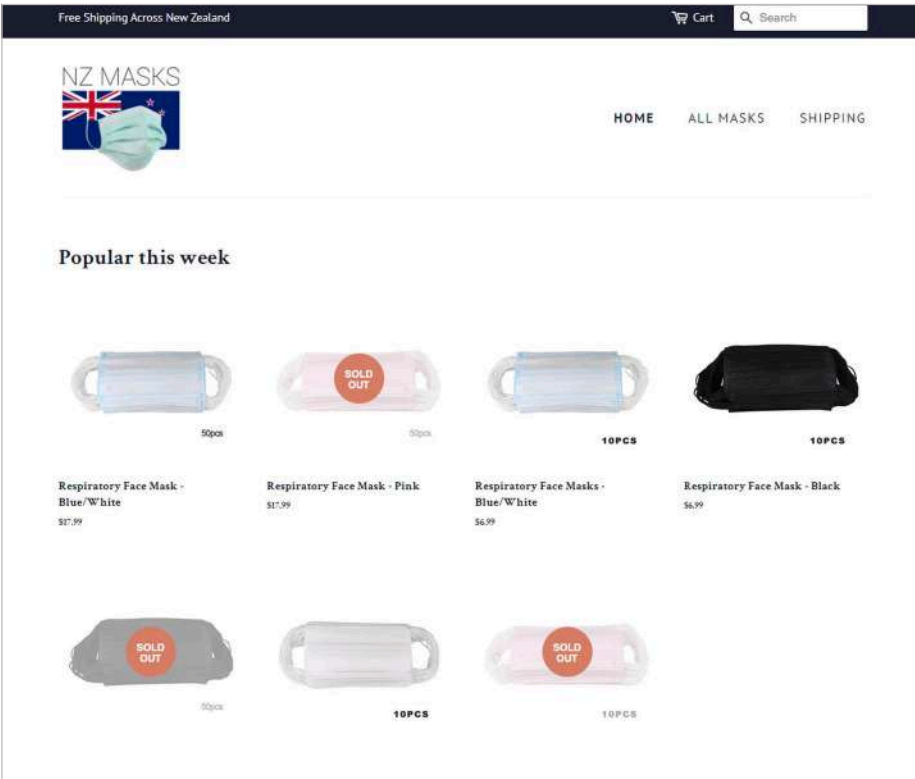 Free Shipping Across New Zealand
Cart
Search
NZ MASKS
HOME
ALL MASKS
SHIPPING
Popular this week
50pcs
SOLD
OUT
50pcs
10PCS
10PCS
Respiratory Face Mask -
Blue/White
$17.99
Respiratory Face Mask - Pink
$17.99
Respiratory Face Masks -
Blue/White
$6.99
Respiratory Face Mask - Black
$6.99
SOLD
OUT
50pcs
10PCS
SOLD
OUT
10PCS